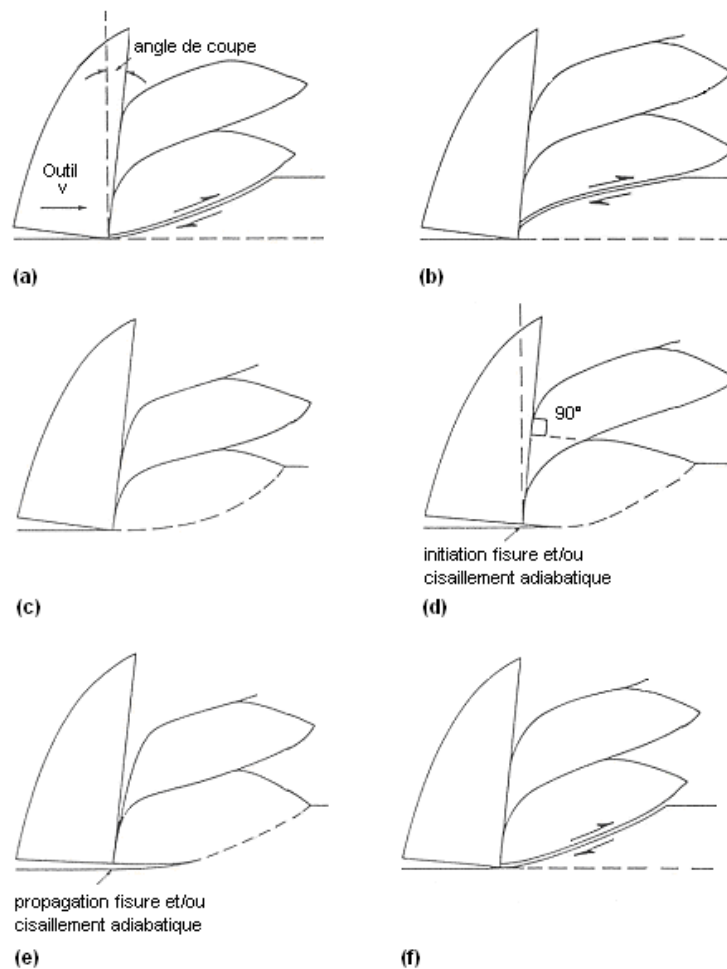 angle de coupe
Outil
v
(a)
(b)
(c)
90°
initiation fisure et/ou
cisaillement adiabatique
(d)
propagation fisure et/ou
cisaillement adiabatique
(e)
(f)